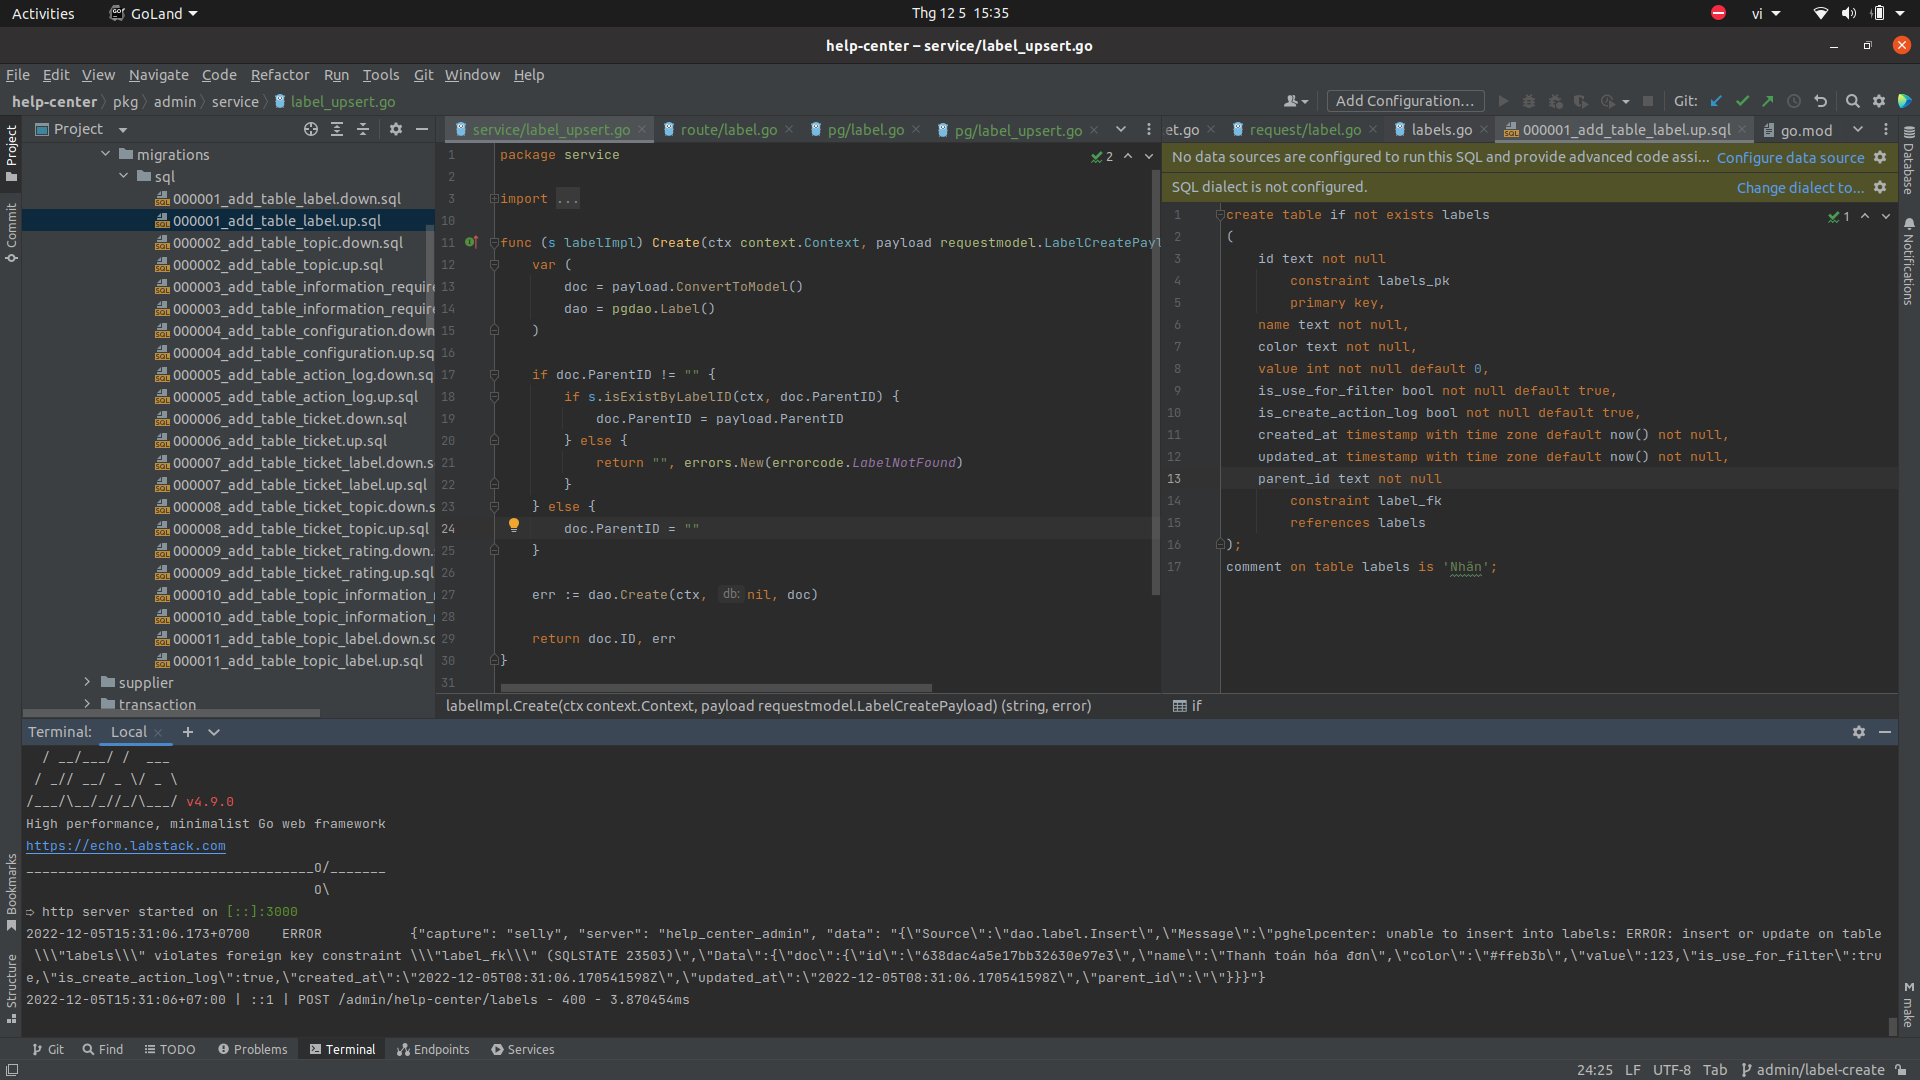 Activities GoLand Thg 12 5 15:35 vi
help-center – service/label_upsert.go
File Edit View Navigate Code Refactor Run Tools Git Window Help
help-center pkg admin service label_upsert.go Add Configuration... Git:
Project
service/label_upsert.go route/label.go pg/label.go pg/label_upsert.go
et.go request/label.go labels.go 000001_add_table_label.up.sql go.mod
Project
Commit
migrations
sql
000001_add_table_label.down.sql
000001_add_table_label.up.sql
000002_add_table_topic.down.sql
000002_add_table_topic.up.sql
000003_add_table_information_require
000003_add_table_information_require
000004_add_table_configuration.down
000004_add_table_configuration.up.sq
000005_add_table_action_log.down.sq
000005_add_table_action_log.up.sql
000006_add_table_ticket.down.sql
000006_add_table_ticket.up.sql
000007_add_table_ticket_label.down.s
000007_add_table_ticket_label.up.sql
000008_add_table_ticket_topic.down.s
000008_add_table_ticket_topic.up.sql
000009_add_table_ticket_rating.down.
000009_add_table_ticket_rating.up.sql
000010_add_table_topic_information_
000010_add_table_topic_information_
000011_add_table_topic_label.down.sc
000011_add_table_topic_label.up.sql
supplier
transaction
1 package service
2
2
3 import ...
10
11 func (s labelImpl) Create(ctx context.Context, payload requestmodel.LabelCreatePayl
12 var (
13 doc = payload.ConvertToModel()
14 dao = pgdao.Label()
15 )
16
17 if doc.ParentID != "" {
18 if s.isExistByLabelID(ctx, doc.ParentID) {
19 doc.ParentID = payload.ParentID
20 } else {
21 return "", errors.New(errorcode.LabelNotFound)
22 }
23 } else {
24 doc.ParentID = ""
25 }
26
27 err := dao.Create(ctx, db: nil, doc)
28
29 return doc.ID, err
30 }
31
labelImpl.Create(ctx context.Context, payload requestmodel.LabelCreatePayload) (string, error)
No data sources are configured to run this SQL and provide advanced code assi... Configure data source
SQL dialect is not configured. Change dialect to...
1 create table if not exists labels
1
2 (
3 id text not null
4 constraint labels_pk
5 primary key,
6 name text not null,
7 color text not null,
8 value int not null default 0,
9 is_use_for_filter bool not null default true,
10 is_create_action_log bool not null default true,
11 created_at timestamp with time zone default now() not null,
12 updated_at timestamp with time zone default now() not null,
13 parent_id text not null
14 constraint label_fk
15 references labels
16 );
17 comment on table labels is 'Nhãn';
if
Database
Notifications
make
Terminal: Local
/ __/___/ /  ___
/ _// __/ _ \/ _ \
/___/\__/_//_/\___/ v4.9.0
High performance, minimalist Go web framework
https://echo.labstack.com
____________________________________O/_______
O\
⇨ http server started on [::]:3000
2022-12-05T15:31:06.173+0700 ERROR {"capture": "selly", "server": "help_center_admin", "data": "{\"Source\":\"dao.label.Insert\",\"Message\":\"pghelpcenter: unable to insert into labels: ERROR: insert or update on table
\\\"labels\\\" violates foreign key constraint \\\"label_fk\\\" (SQLSTATE 23503)\",\"Data\":{\"doc\":{\"id\":\"638dac4a5e17bb32630e97e3\",\"name\":\"Thanh toán hóa đơn\",\"color\":\"#ffeb3b\",\"value\":123,\"is_use_for_filter\":tru
e,\"is_create_action_log\":true,\"created_at\":\"2022-12-05T08:31:06.170541598Z\",\"updated_at\":\"2022-12-05T08:31:06.170541598Z\",\"parent_id\":\"\"}}}"}
2022-12-05T15:31:06+07:00 | ::1 | POST /admin/help-center/labels - 400 - 3.870454ms
Bookmarks
Structure
Git Find TODO Problems Terminal Endpoints Services
24:25 LF UTF-8 Tab admin/label-create